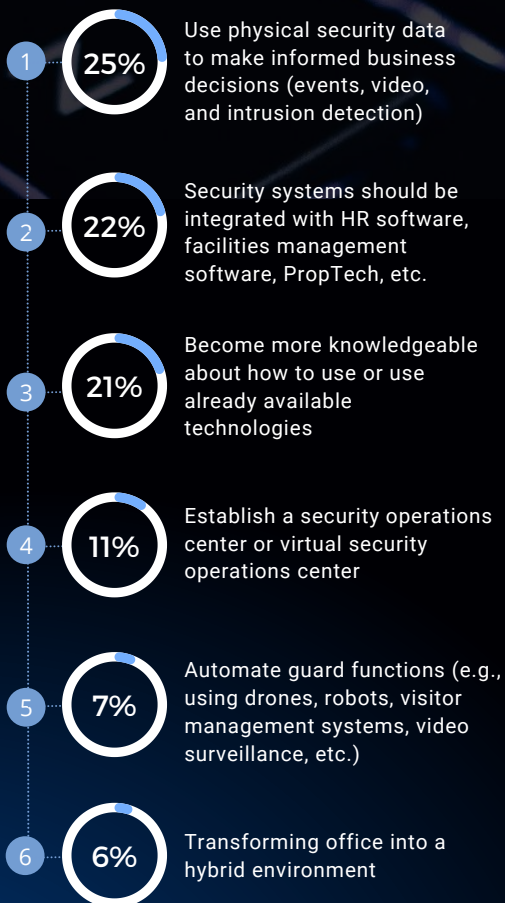 1
25%
Use physical security data
to make informed business
decisions (events, video,
and intrusion detection)
2
22%
Security systems should be
integrated with HR software,
facilities management
software, PropTech, etc.
3
21%
Become more knowledgeable
about how to use or use
already available
technologies
4
11%
Establish a security operations
center or virtual security
operations center
5
7%
Automate guard functions (e.g.,
using drones, robots, visitor
management systems, video
surveillance, etc.)
6
6%
Transforming office into a
hybrid environment